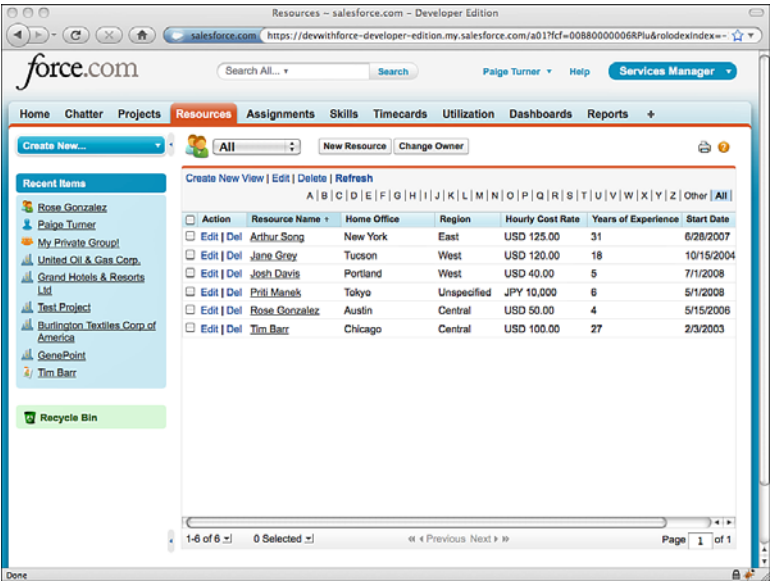 Resources – salesforce.com – Developer Edition
salesforce.com https://devwithforce-developer-edition.my.salesforce.com/a01?fcf=00B80000006RPlu&rolodexIndex=-
force.com
Search All...
Search
Paige Turner
Help
Services Manager
Home Chatter Projects Resources Assignments Skills Timecards Utilization Dashboards Reports +
Create New...
All
New Resource Change Owner
Recent Items
Rose Gonzalez
Paige Turner
My Private Group!
United Oil & Gas Corp.
Grand Hotels & Resorts
Ltd
Test Project
Burlington Textiles Corp of
America
GenePoint
Tim Barr
Recycle Bin
Create New View | Edit | Delete | Refresh
A | B | C | D | E | F | G | H | I | J | K | L | M | N | O | P | Q | R | S | T | U | V | W | X | Y | Z | Other | All
Action Resource Name ↑ Home Office Region Hourly Cost Rate Years of Experience Start Date
Edit | Del Arthur Song New York East USD 125.00 31 6/28/2007
Edit | Del Jane Grey Tucson West USD 120.00 18 10/15/2004
Edit | Del Josh Davis Portland West USD 40.00 5 7/1/2008
Edit | Del Priti Manek Tokyo Unspecified JPY 10,000 6 5/1/2008
Edit | Del Rose Gonzalez Austin Central USD 50.00 4 5/15/2006
Edit | Del Tim Barr Chicago Central USD 100.00 27 2/3/2003
1-6 of 6 0 Selected Previous Next Page 1 of 1
Done